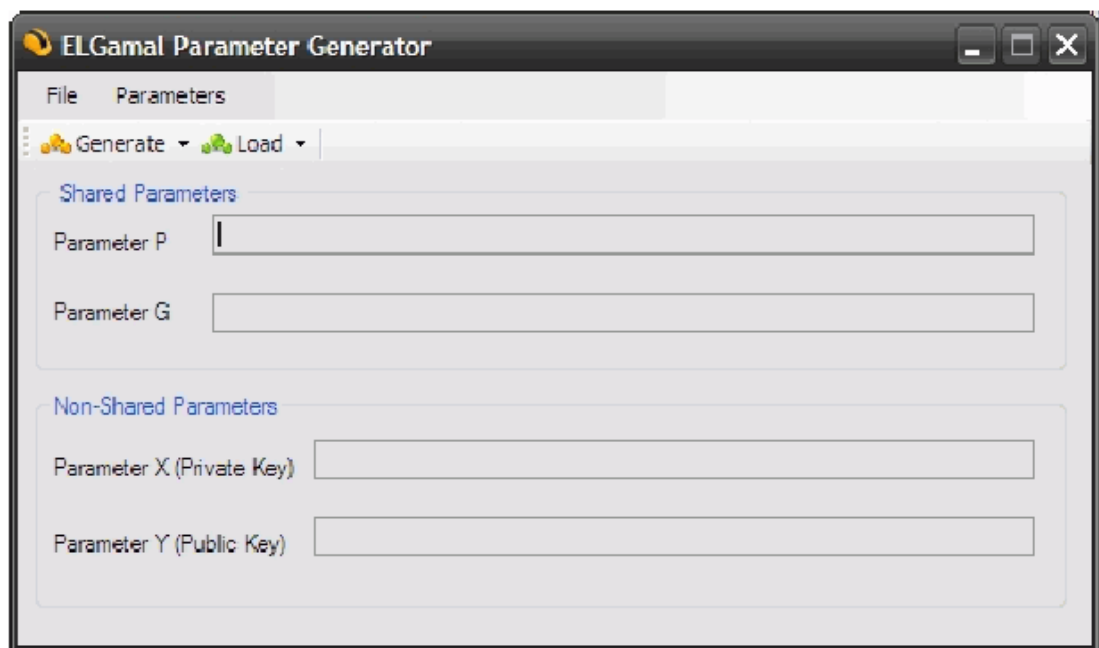 ELGamal Parameter Generator
File Parameters
Generate Load
Shared Parameters
Parameter P
Parameter G
Non-Shared Parameters
Parameter X (Private Key)
Parameter Y (Public Key)